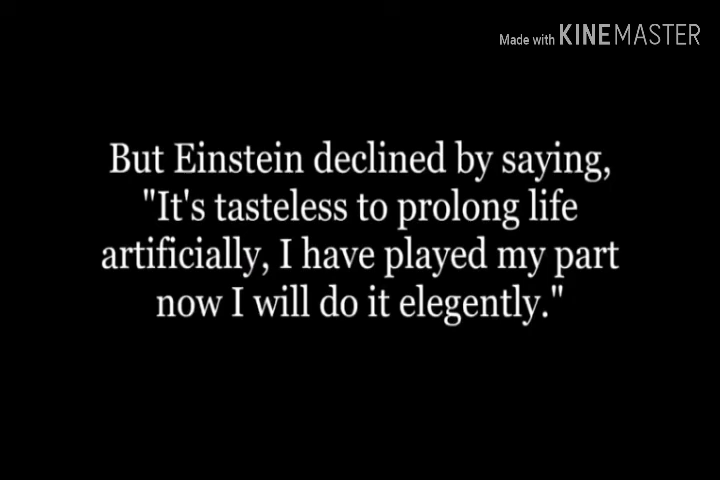 Made with KINEMASTER
But Einstein declined by saying,
"It's tasteless to prolong life
artificially, I have played my part
now I will do it elegently."